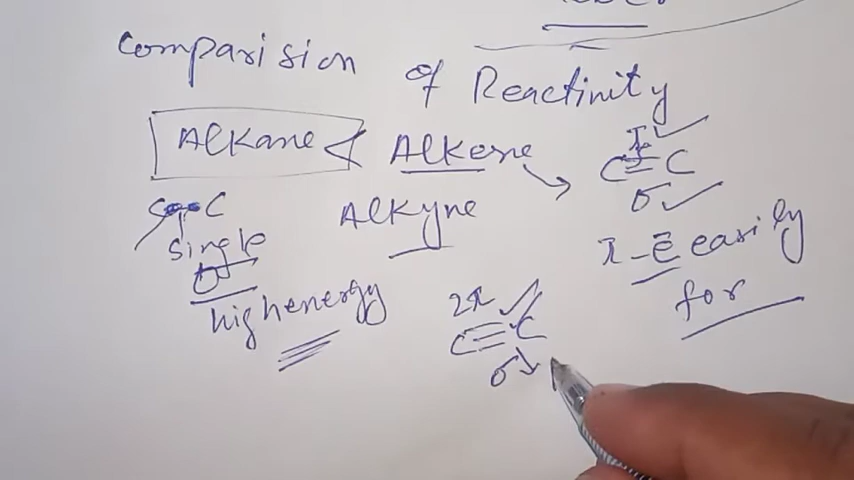 Comparision of Reactinity
Alkane < Alkene
π
C=C
σ
Alkyne
C C
single
σ
high energy
π-ē easily
for
2π
C≡C
σ